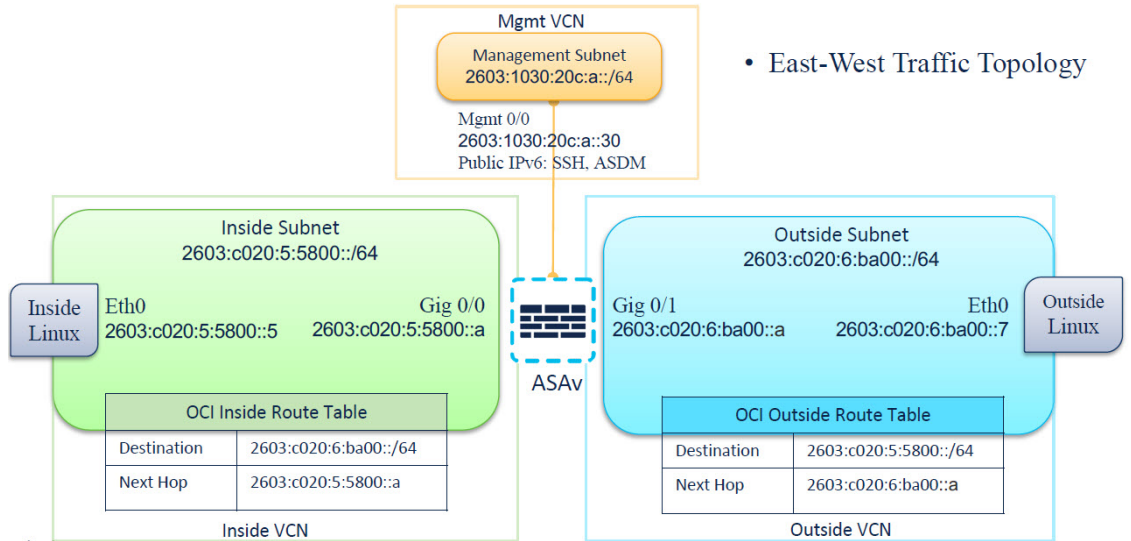 Mgmt VCN
Management Subnet
2603:1030:20c:a::/64
• East-West Traffic Topology
Mgmt 0/0
2603:1030:20c:a::30
Public IPv6: SSH, ASDM
Inside Subnet
2603:c020:5:5800::/64
Outside Subnet
2603:c020:6:ba00::/64
Inside
Linux
Eth0
2603:c020:5:5800::5
Gig 0/0
2603:c020:5:5800::a
ASAv
Gig 0/1
2603:c020:6:ba00::a
Eth0
2603:c020:6:ba00::7
Outside
Linux
OCI Inside Route Table
Destination 2603:c020:6:ba00::/64
Next Hop 2603:c020:5:5800::a
Inside VCN
OCI Outside Route Table
Destination 2603:c020:5:5800::/64
Next Hop 2603:c020:6:ba00::a
Outside VCN